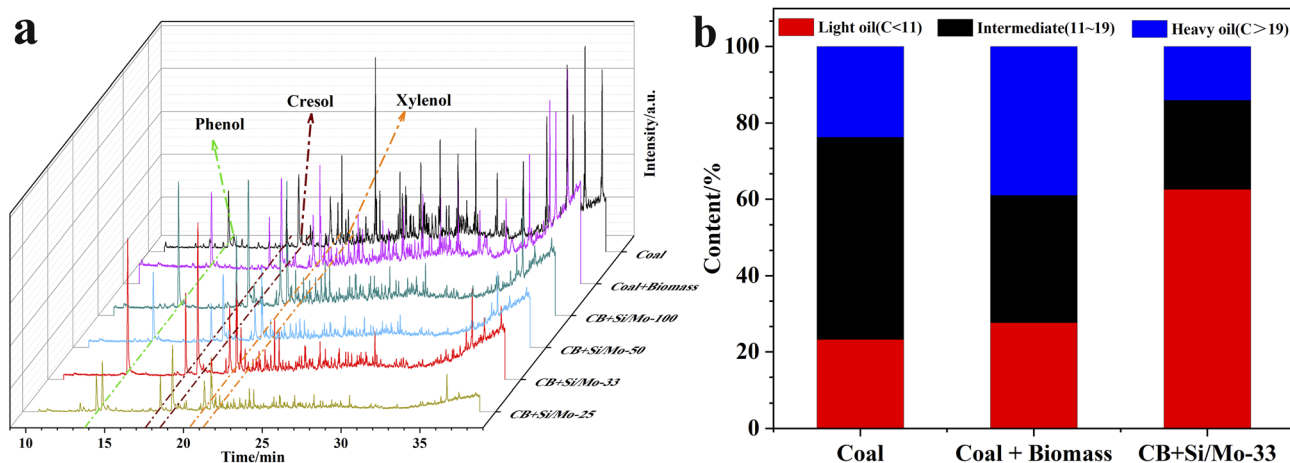 a
Phenol
Cresol
Xylenol
Intensity/a.u.
Coal
Coal+Biomass
CB+Si/Mo-100
CB+Si/Mo-50
CB+Si/Mo-33
CB+Si/Mo-25
10 15 20 25 30 35
Time/min
b
Light oil(C<11) Intermediate(11~19) Heavy oil(C>19)
100
80
60
40
20
0
Content/%
Coal Coal + Biomass CB+Si/Mo-33